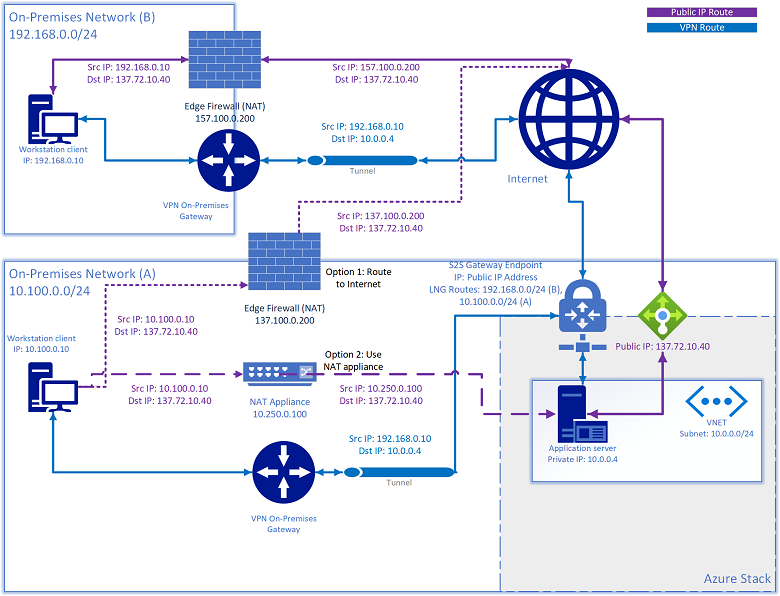 On-Premises Network (B)
192.168.0.0/24
Public IP Route
VPN Route
Src IP: 192.168.0.10
Dst IP: 137.72.10.40
Src IP: 157.100.0.200
Dst IP: 137.72.10.40
Edge Firewall (NAT)
157.100.0.200
Workstation client
IP: 192.168.0.10
Src IP: 192.168.0.10
Dst IP: 10.0.0.4
Tunnel
Internet
VPN On-Premises
Gateway
Src IP: 137.100.0.200
Dst IP: 137.72.10.40
On-Premises Network (A)
10.100.0.0/24
Option 1: Route
to Internet
S2S Gateway Endpoint
IP: Public IP Address
LNG Routes: 192.168.0.0/24 (B),
10.100.0.0/24 (A)
Edge Firewall (NAT)
137.100.0.200
Src IP: 10.100.0.10
Dst IP: 137.72.10.40
Workstation client
IP: 10.100.0.10
Public IP: 137.72.10.40
Option 2: Use
NAT appliance
Src IP: 10.100.0.10
Dst IP: 137.72.10.40
NAT Appliance
10.250.0.100
Src IP: 10.250.0.100
Dst IP: 137.72.10.40
VNET
Subnet: 10.0.0.0/24
Application server
Private IP: 10.0.0.4
Src IP: 192.168.0.10
Dst IP: 10.0.0.4
Tunnel
VPN On-Premises
Gateway
Azure Stack